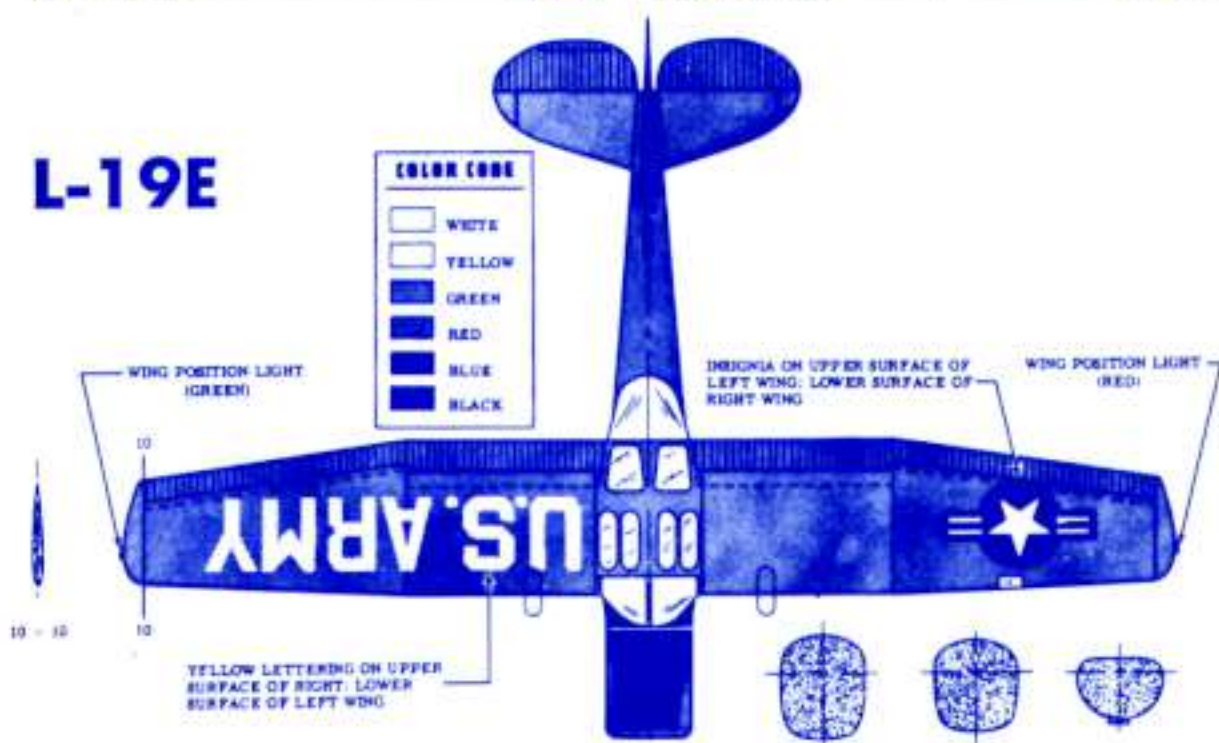 L-19E
COLOR CODE
WHITE
YELLOW
GREEN
RED
BLUE
BLACK
WING POSITION LIGHT
(GREEN)
INSIGNIA ON UPPER SURFACE OF
LEFT WING; LOWER SURFACE OF
RIGHT WING
WING POSITION LIGHT
(RED)
10
U.S. ARMY
10 - 10
10
YELLOW LETTERING ON UPPER
SURFACE OF RIGHT; LOWER
SURFACE OF LEFT WING